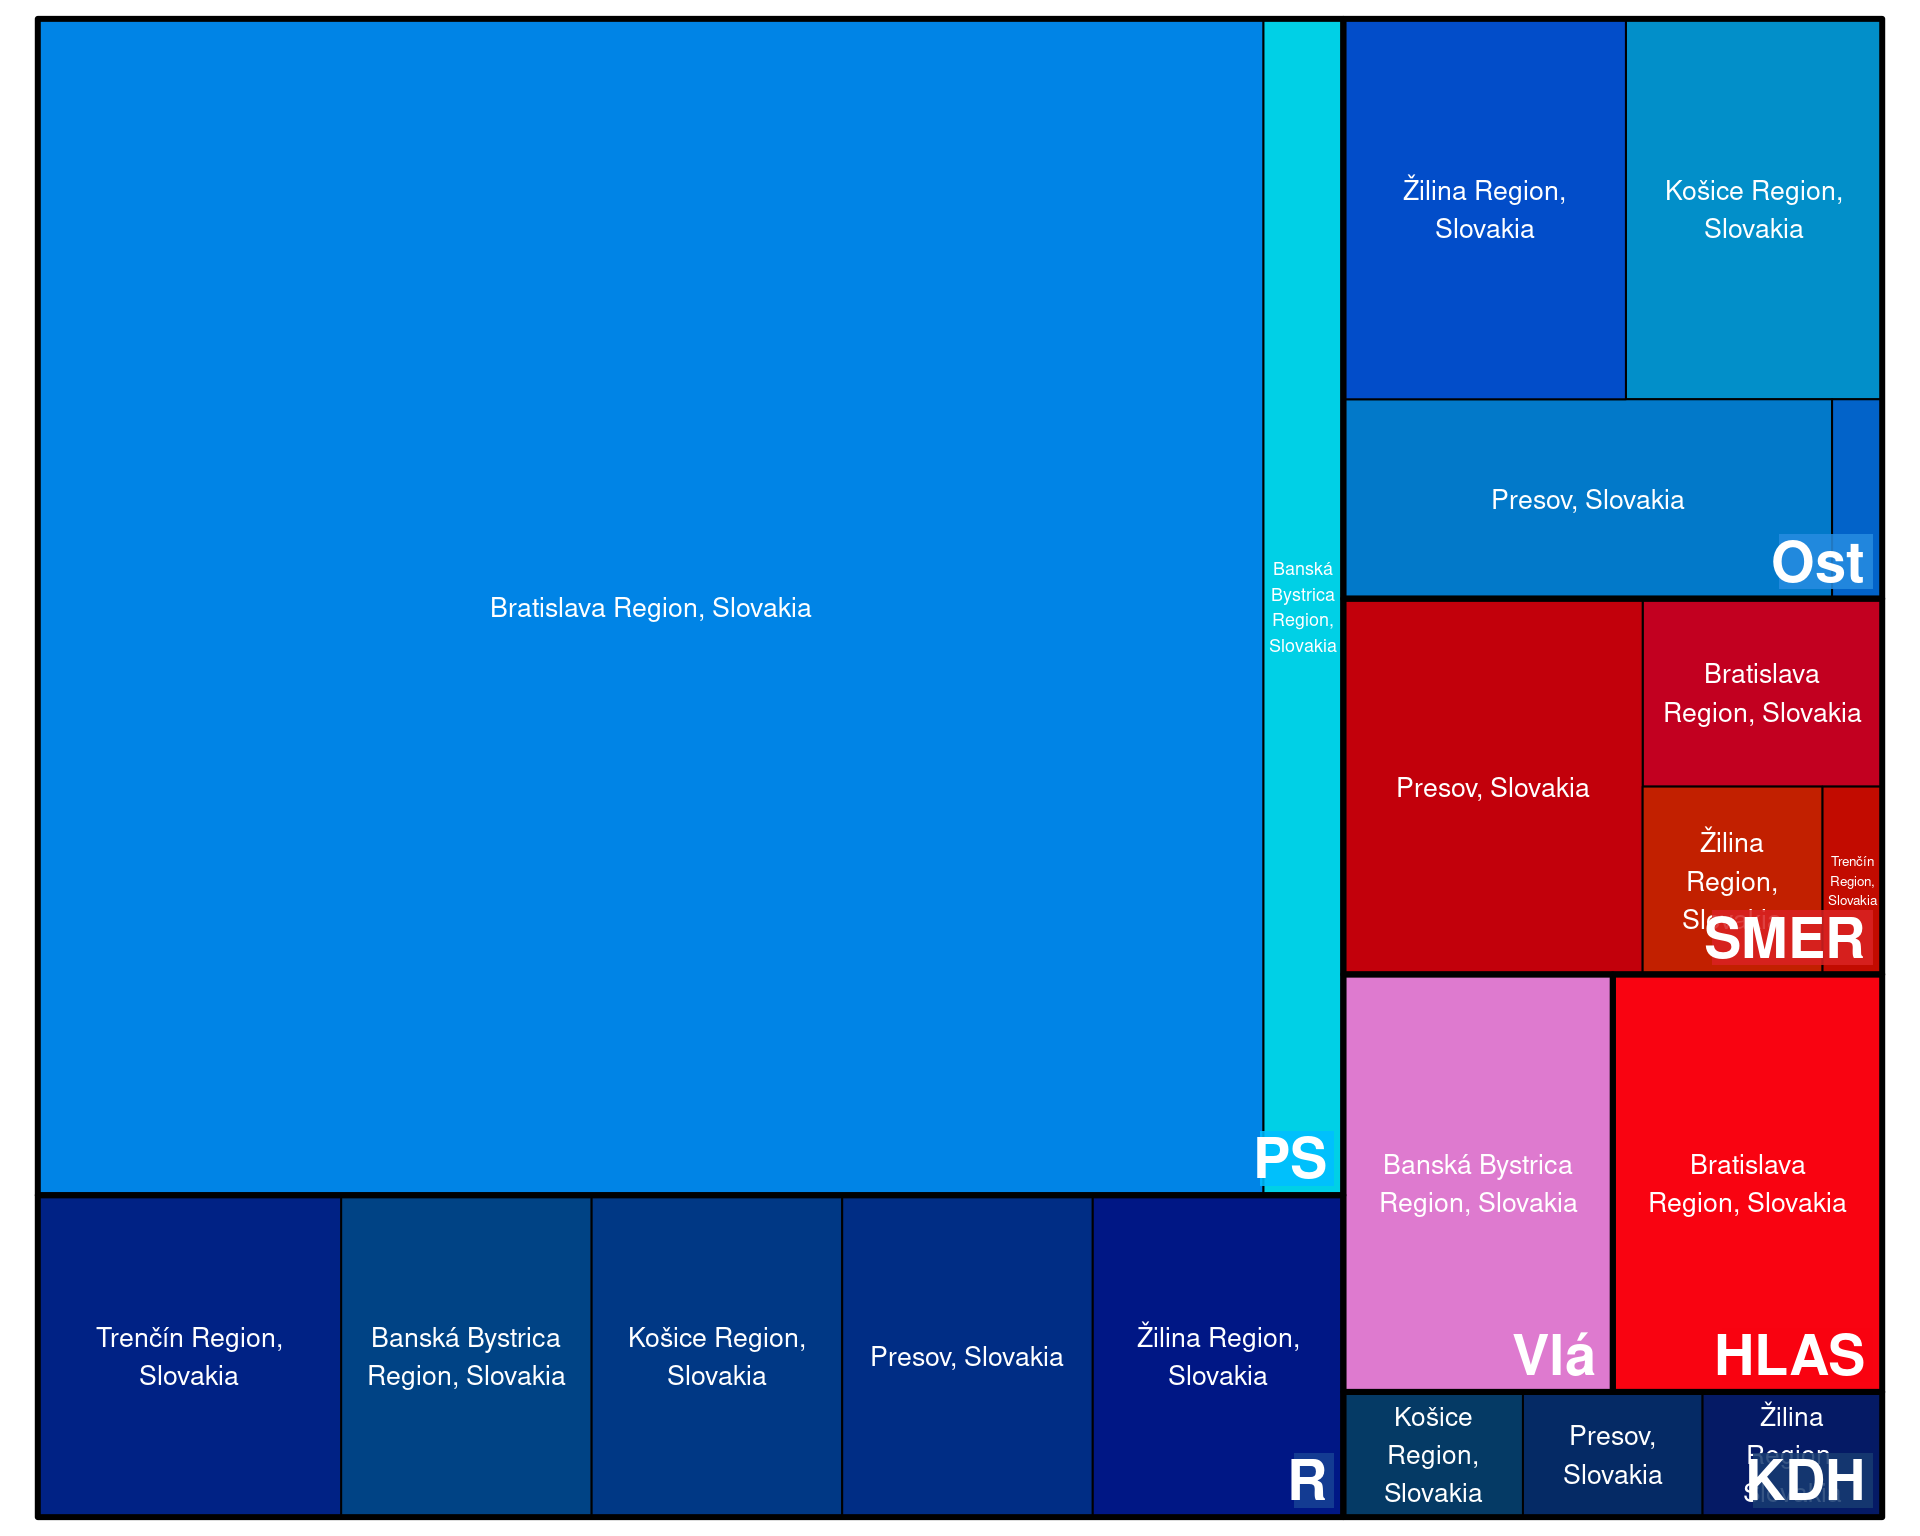 Bratislava Region, Slovakia
Banská
Bystrica
Region,
Slovakia
PS
Trenčín Region,
Slovakia
Banská Bystrica
Region, Slovakia
Košice Region,
Slovakia
Presov, Slovakia
Žilina Region,
Slovakia
R
Žilina Region,
Slovakia
Košice Region,
Slovakia
Presov, Slovakia
Ost
Presov, Slovakia
Bratislava
Region, Slovakia
Žilina
Region,
Slovakia
Trenčín
Region,
Slovakia
SMER
Banská Bystrica
Region, Slovakia
Vlá
Bratislava
Region, Slovakia
HLAS
Košice
Region,
Slovakia
Presov,
Slovakia
Žilina
Region,
Slovakia
KDH